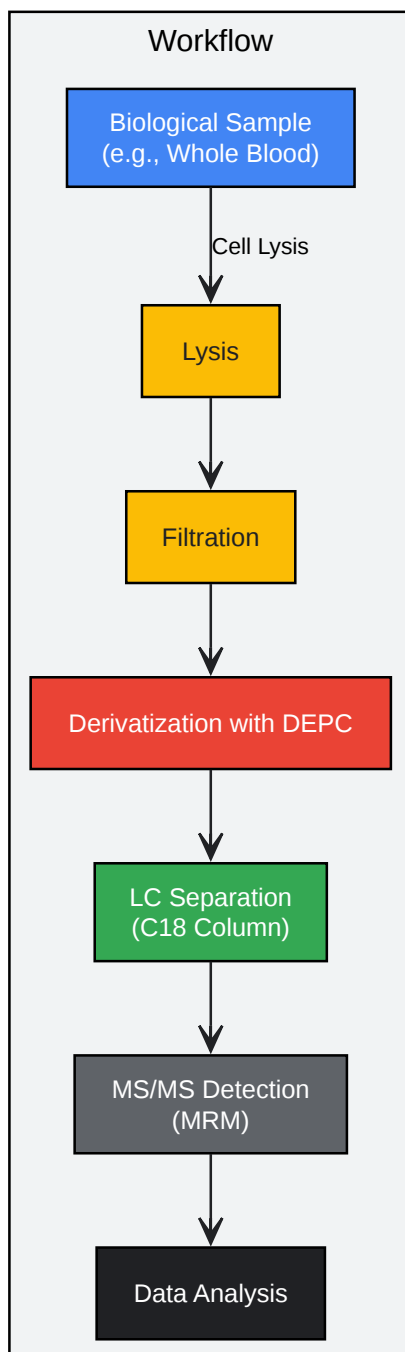 Workflow
Biological Sample
(e.g., Whole Blood)
Cell Lysis
Lysis
Filtration
Derivatization with DEPC
LC Separation
(C18 Column)
MS/MS Detection
(MRM)
Data Analysis